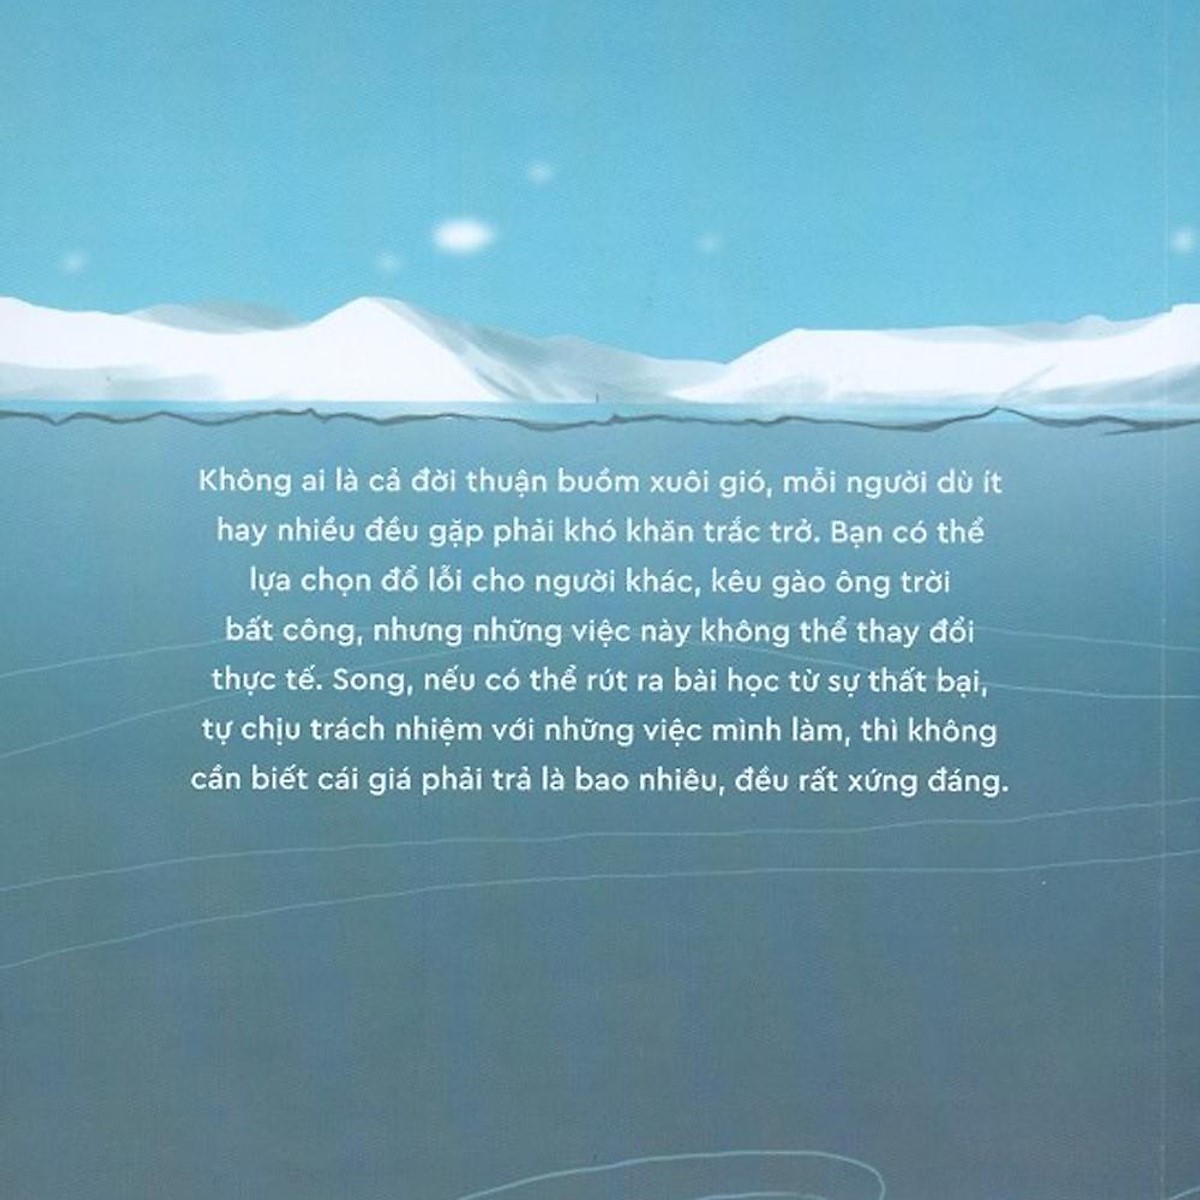 Không ai là cả đời thuận buồm xuôi gió, mỗi người dù ít
hay nhiều đều gặp phải khó khăn trắc trở. Bạn có thể
lựa chọn đổ lỗi cho người khác, kêu gào ông trời
bất công, nhưng những việc này không thể thay đổi
thực tế. Song, nếu có thể rút ra bài học từ sự thất bại,
tự chịu trách nhiệm với những việc mình làm, thì không
cần biết cái giá phải trả là bao nhiêu, đều rất xứng đáng.